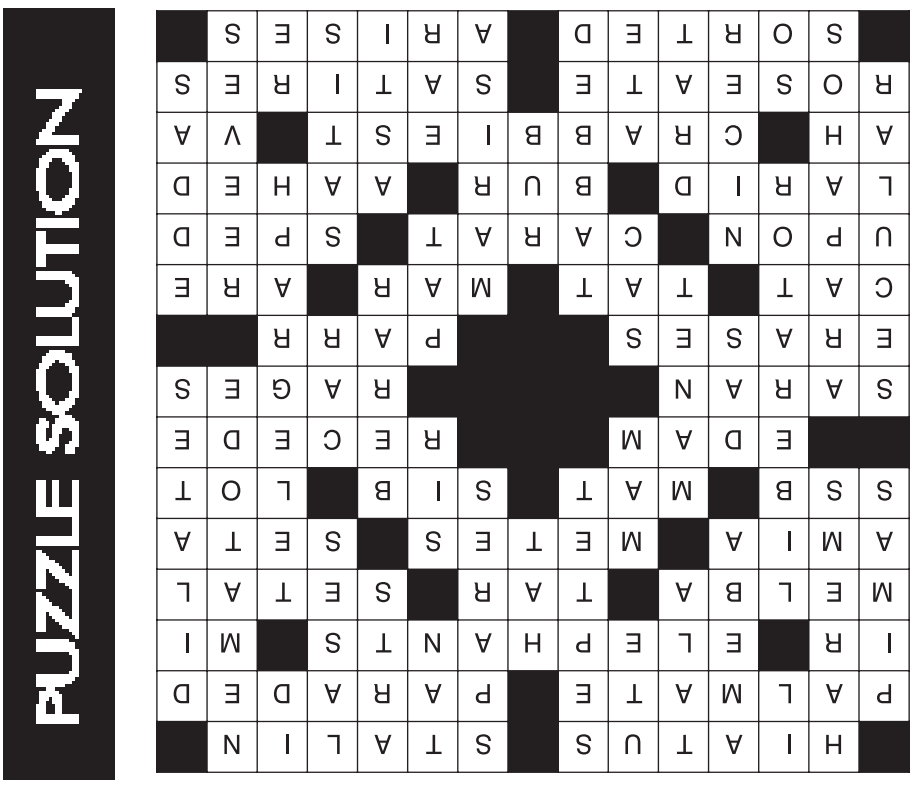 PUZZLE SOLUTION
HIATUS STALIN
PALMATE PARADED
IR ELEPHANTS MI
MELBA TAR SETAL
AMIA METES SETA
SSB MAT SIB LOT
EDAM RECEDE
SARAN RAGES
ERASES PARR
CAT TAT MAR ARE
UPON CARAT SPED
LARID BUR AAHED
AH CRABBIEST VA
ROSEATE SATIRES
SORTED ARISES